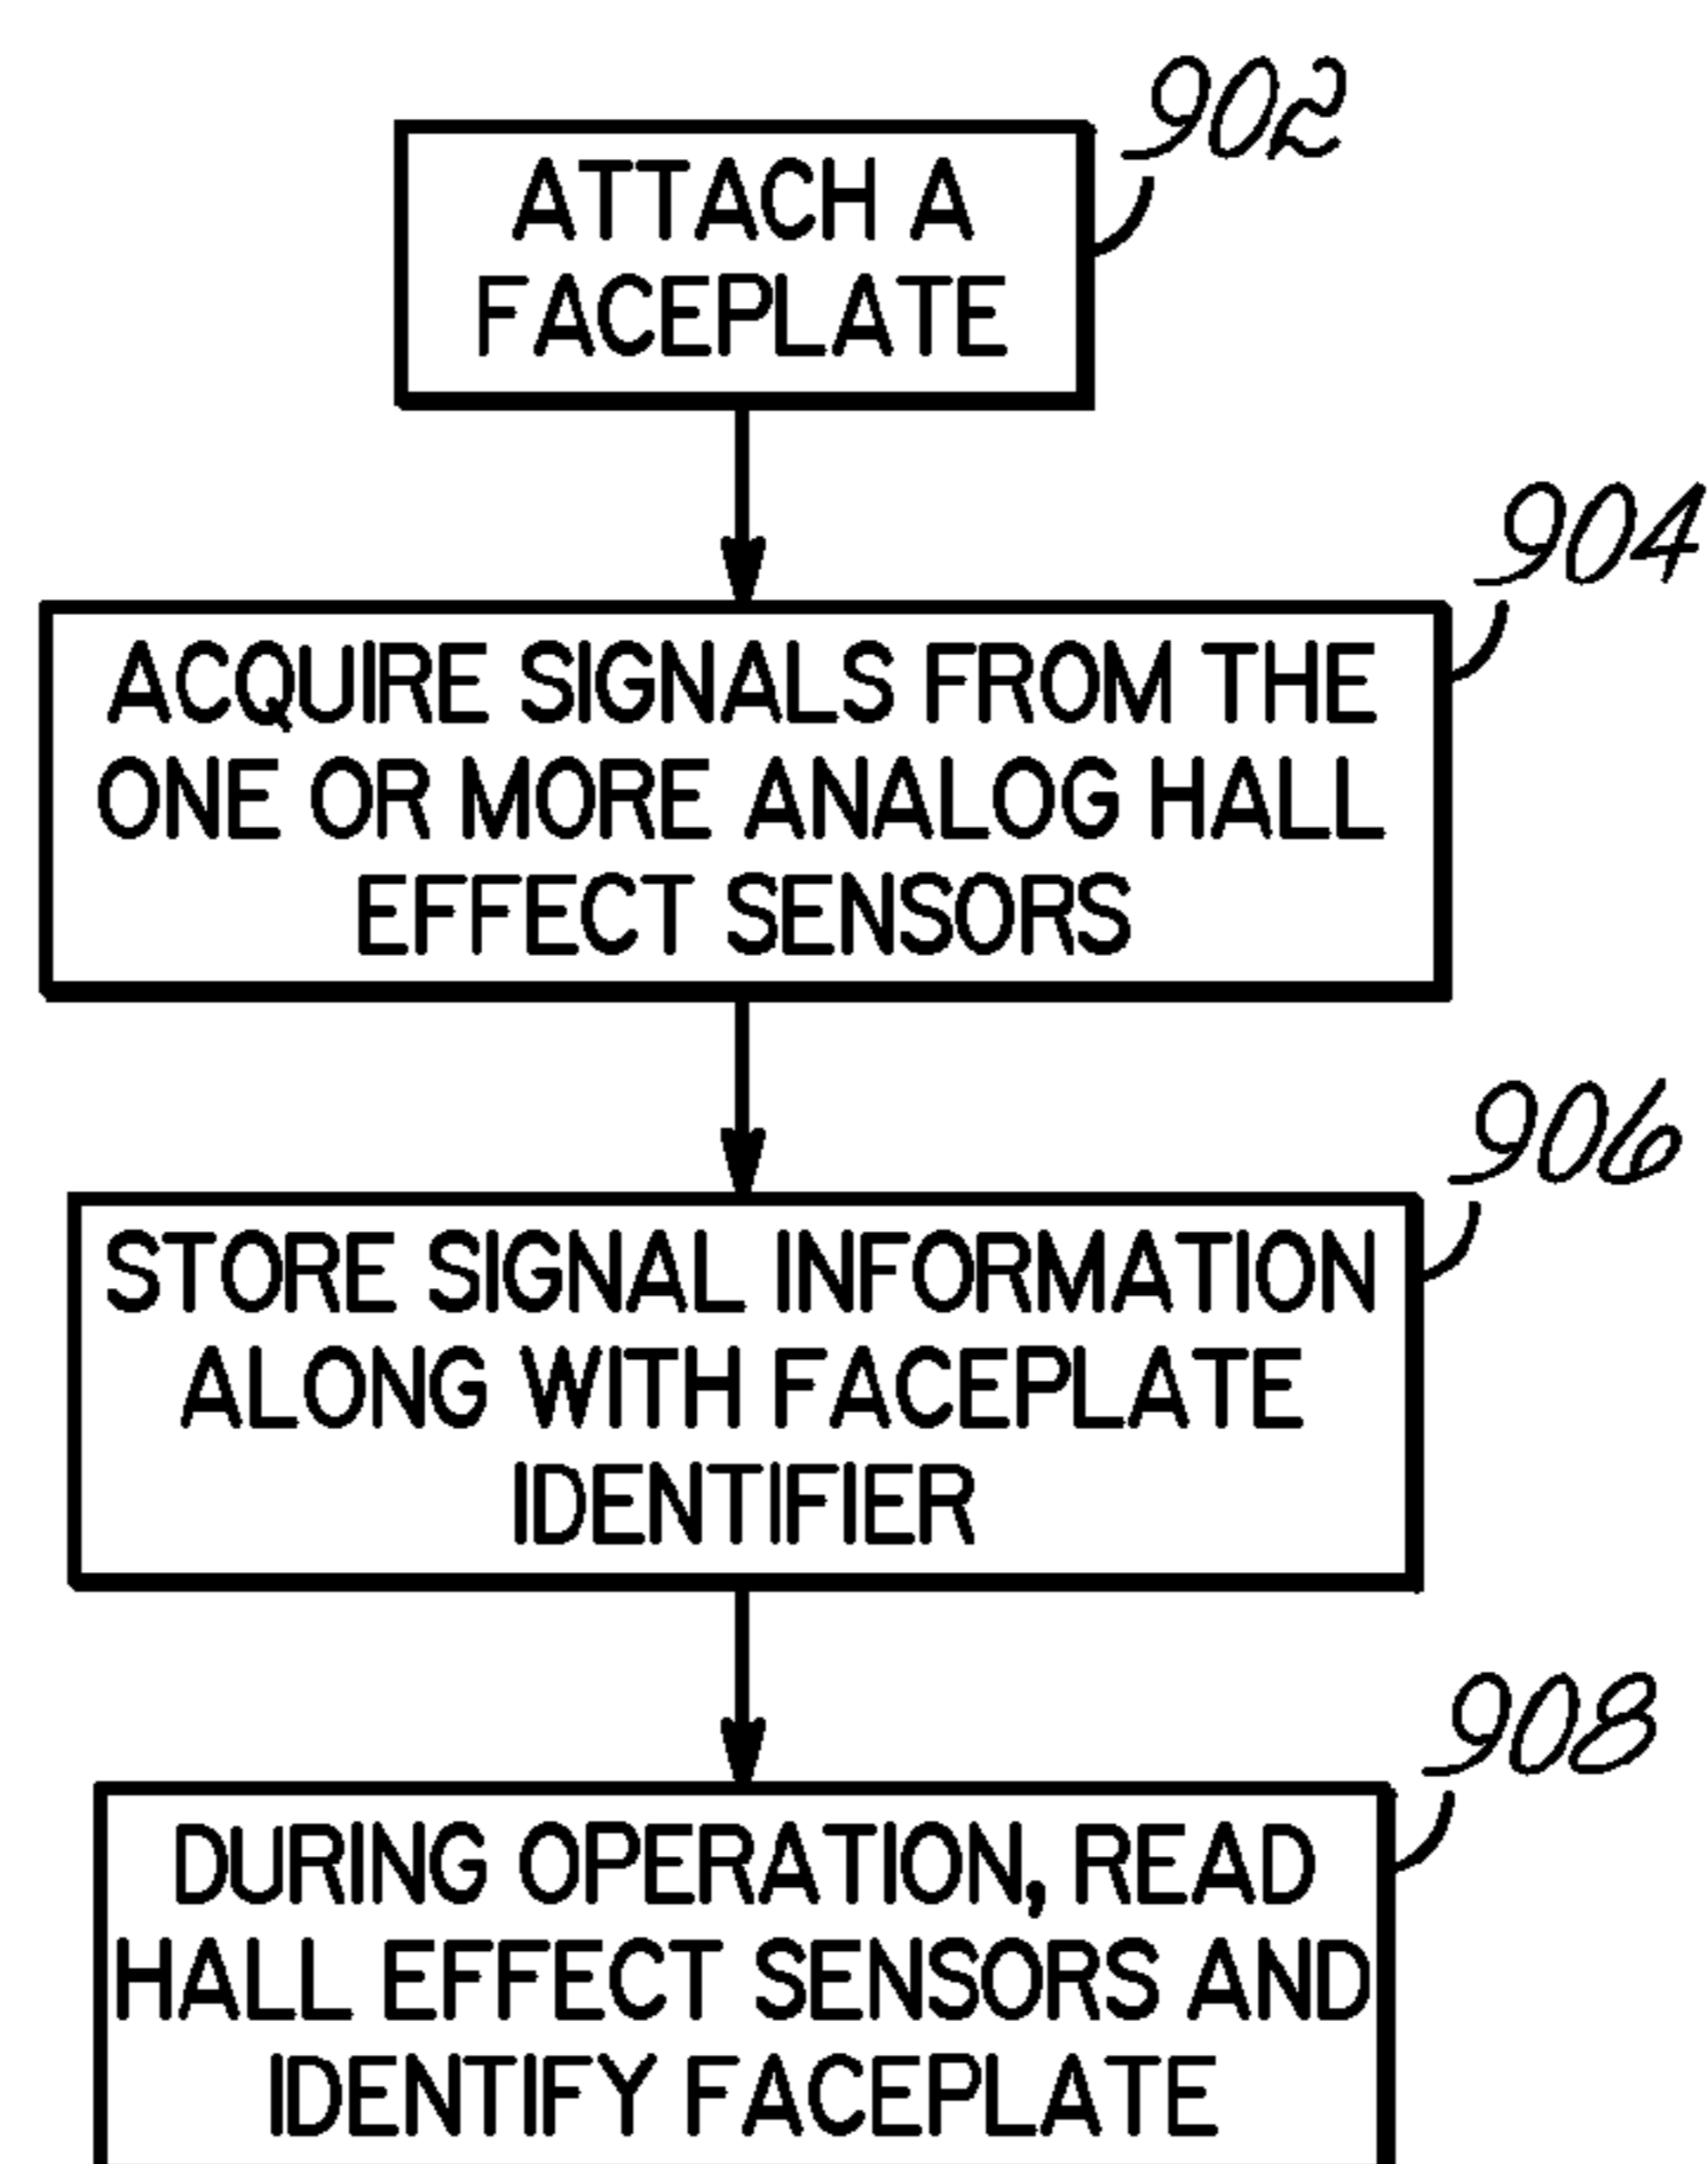 902
ATTACH A
FACEPLATE
904
ACQUIRE SIGNALS FROM THE
ONE OR MORE ANALOG HALL
EFFECT SENSORS
906
STORE SIGNAL INFORMATION
ALONG WITH FACEPLATE
IDENTIFIER
908
DURING OPERATION, READ
HALL EFFECT SENSORS AND
IDENTIFY FACEPLATE